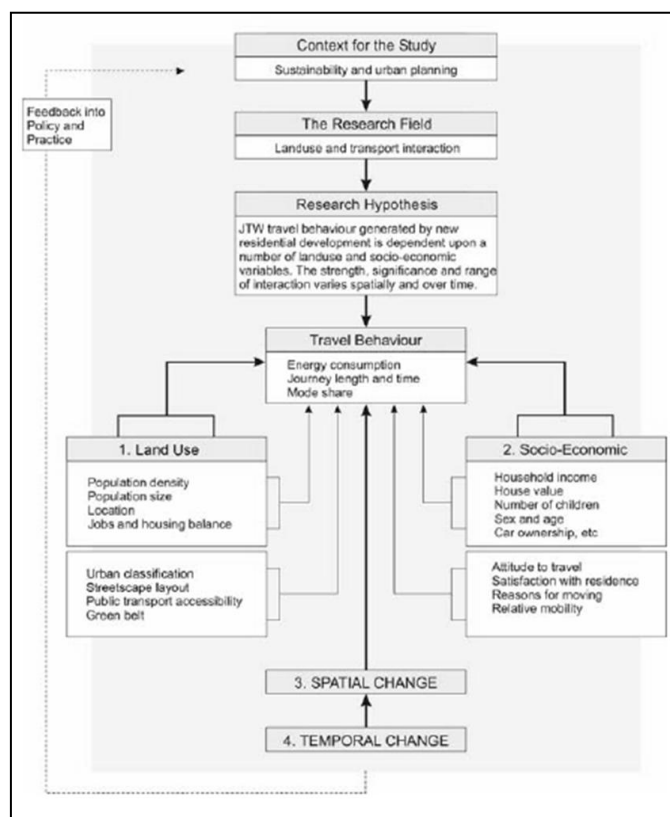 Context for the Study
Sustainability and urban planning
Feedback into
Policy and
Practice
The Research Field
Landuse and transport interaction
Research Hypothesis
JTW travel behaviour generated by new
residential development is dependent upon a
number of landuse and socio-economic
variables. The strength, significance and range
of interaction varies spatially and over time.
Travel Behaviour
Energy consumption
Journey length and time
Mode share
1. Land Use
Population density
Population size
Location
Jobs and housing balance
Urban classification
Streetscape layout
Public transport accessibility
Green belt
2. Socio-Economic
Household income
House value
Number of children
Sex and age
Car ownership, etc
Attitude to travel
Satisfaction with residence
Reasons for moving
Relative mobility
3. SPATIAL CHANGE
4. TEMPORAL CHANGE